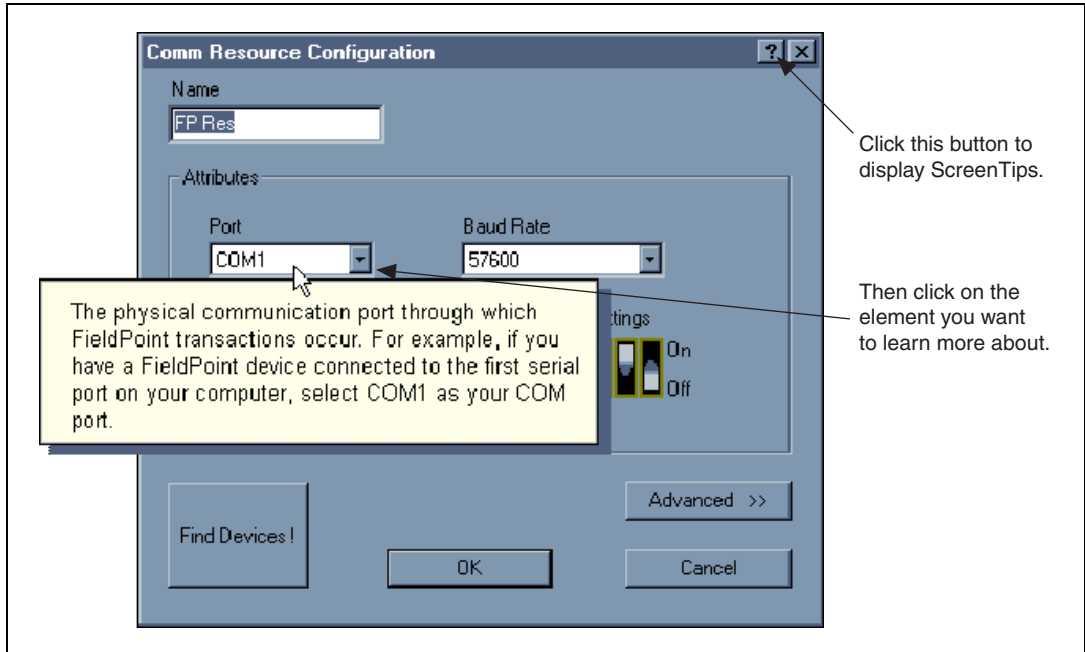 Comm Resource Configuration
?
Name
FP Res
Click this button to
display ScreenTips.
Attributes
Port
Baud Rate
COM1
57600
The physical communication port through which
FieldPoint transactions occur. For example, if you
have a FieldPoint device connected to the first serial
port on your computer, select COM1 as your COM
port.
ttings
On
Off
Then click on the
element you want
to learn more about.
Find Devices!
Advanced >>
OK
Cancel